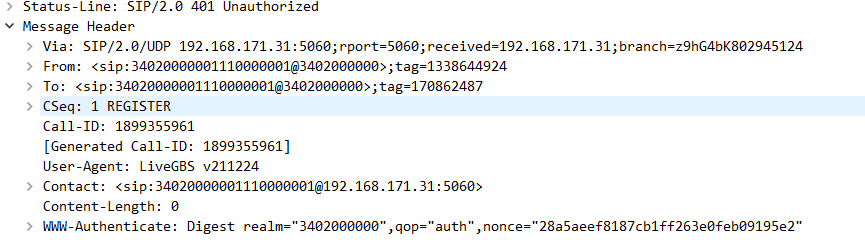 Status-Line: SIP/2.0 401 Unauthorized
Message Header
Via: SIP/2.0/UDP 192.168.171.31:5060;rport=5060;received=192.168.171.31;branch=z9hG4bK802945124
From: <sip:34020000001110000001@3402000000>;tag=1338644924
To: <sip:34020000001110000001@3402000000>;tag=170862487
CSeq: 1 REGISTER
Call-ID: 1899355961
[Generated Call-ID: 1899355961]
User-Agent: LiveGBS v211224
Contact: <sip:34020000001110000001@192.168.171.31:5060>
Content-Length: 0
WWW-Authenticate: Digest realm="3402000000",qop="auth",nonce="28a5aeef8187cb1ff263e0feb09195e2"